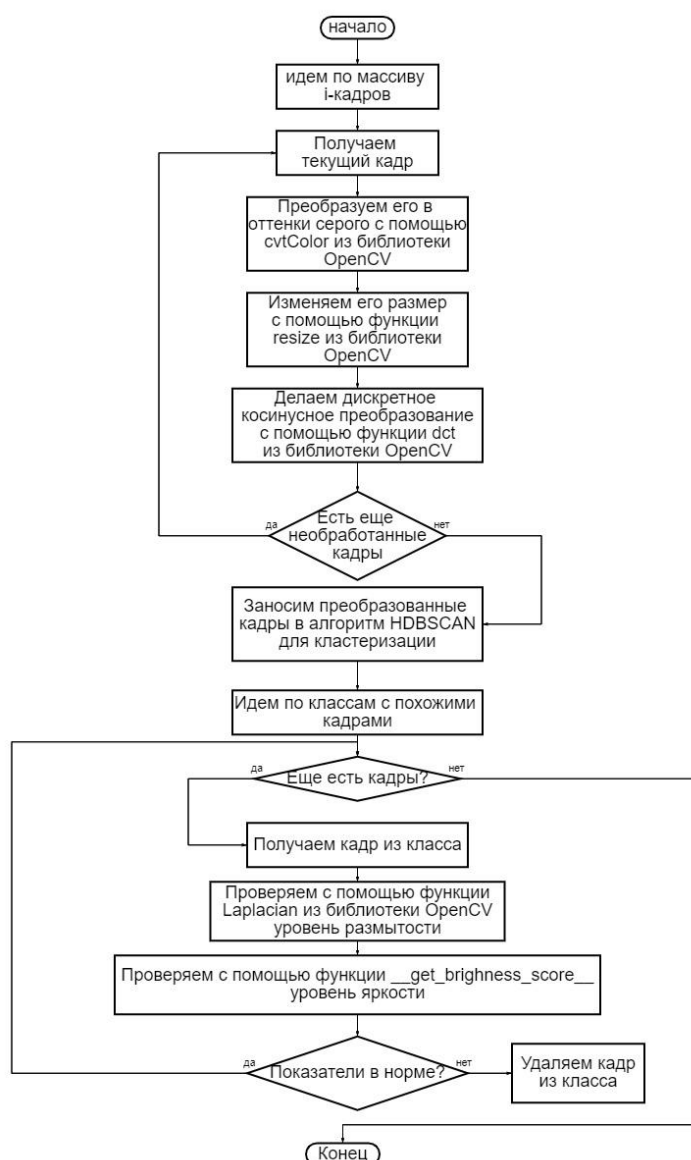 начало
идем по массиву
i-кадров
Получаем
текущий кадр
Преобразуем его в
оттенки серого с помощью
cvtColor из библиотеки
OpenCV
Изменяем его размер
с помощью функции
resize из библиотеки
OpenCV
Делаем дискретное
косинусное преобразование
с помощью функции dct
из библиотеки OpenCV
да
Есть еще
необработанные
кадры
нет
Заносим преобразованные
кадры в алгоритм HDBSCAN
для кластеризации
Идем по классам с похожими
кадрами
да
Еще есть кадры?
нет
Получаем кадр из класса
Проверяем с помощью функции
Laplacian из библиотеки OpenCV
уровень размытости
Проверяем с помощью функции __get_brighness_score__
уровень яркости
да
Показатели в норме?
нет
Удаляем кадр
из класса
Конец